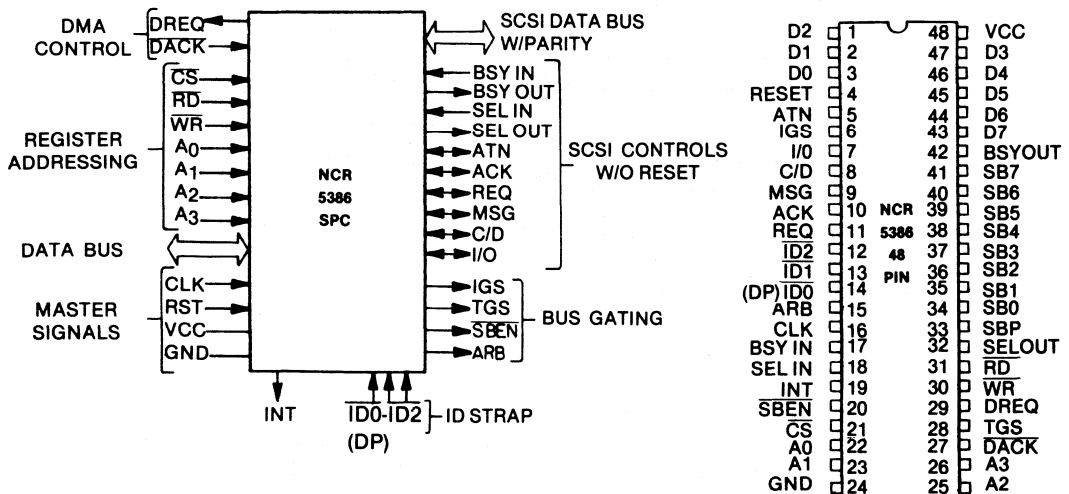 DMA
CONTROL
DREQ
DACK
REGISTER
ADDRESSING
CS
RD
WR
A0
A1
A2
A3
DATA BUS
MASTER
SIGNALS
CLK
RST
VCC
GND
NCR
5386
SPC
INT
ID0-ID2
(DP)
ID STRAP
SCSI DATA BUS
W/PARITY
BSY IN
BSY OUT
SEL IN
SEL OUT
ATN
ACK
REQ
MSG
C/D
I/O
SCSI CONTROLS
W/O RESET
IGS
TGS
SBEN
ARB
BUS GATING
D2 1 48 VCC
D1 2 47 D3
D0 3 46 D4
RESET 4 45 D5
ATN 5 44 D6
IGS 6 43 D7
I/0 7 42 BSYOUT
C/D 8 41 SB7
MSG 9 40 SB6
ACK 10 NCR 39 SB5
REQ 11 5386 38 SB4
ID2 12 48 37 SB3
ID1 13 PIN 36 SB2
(DP) ID0 14 35 SB1
ARB 15 34 SB0
CLK 16 33 SBP
BSY IN 17 32 SELOUT
SEL IN 18 31 RD
INT 19 30 WR
SBEN 20 29 DREQ
CS 21 28 TGS
A0 22 27 DACK
A1 23 26 A3
GND 24 25 A2